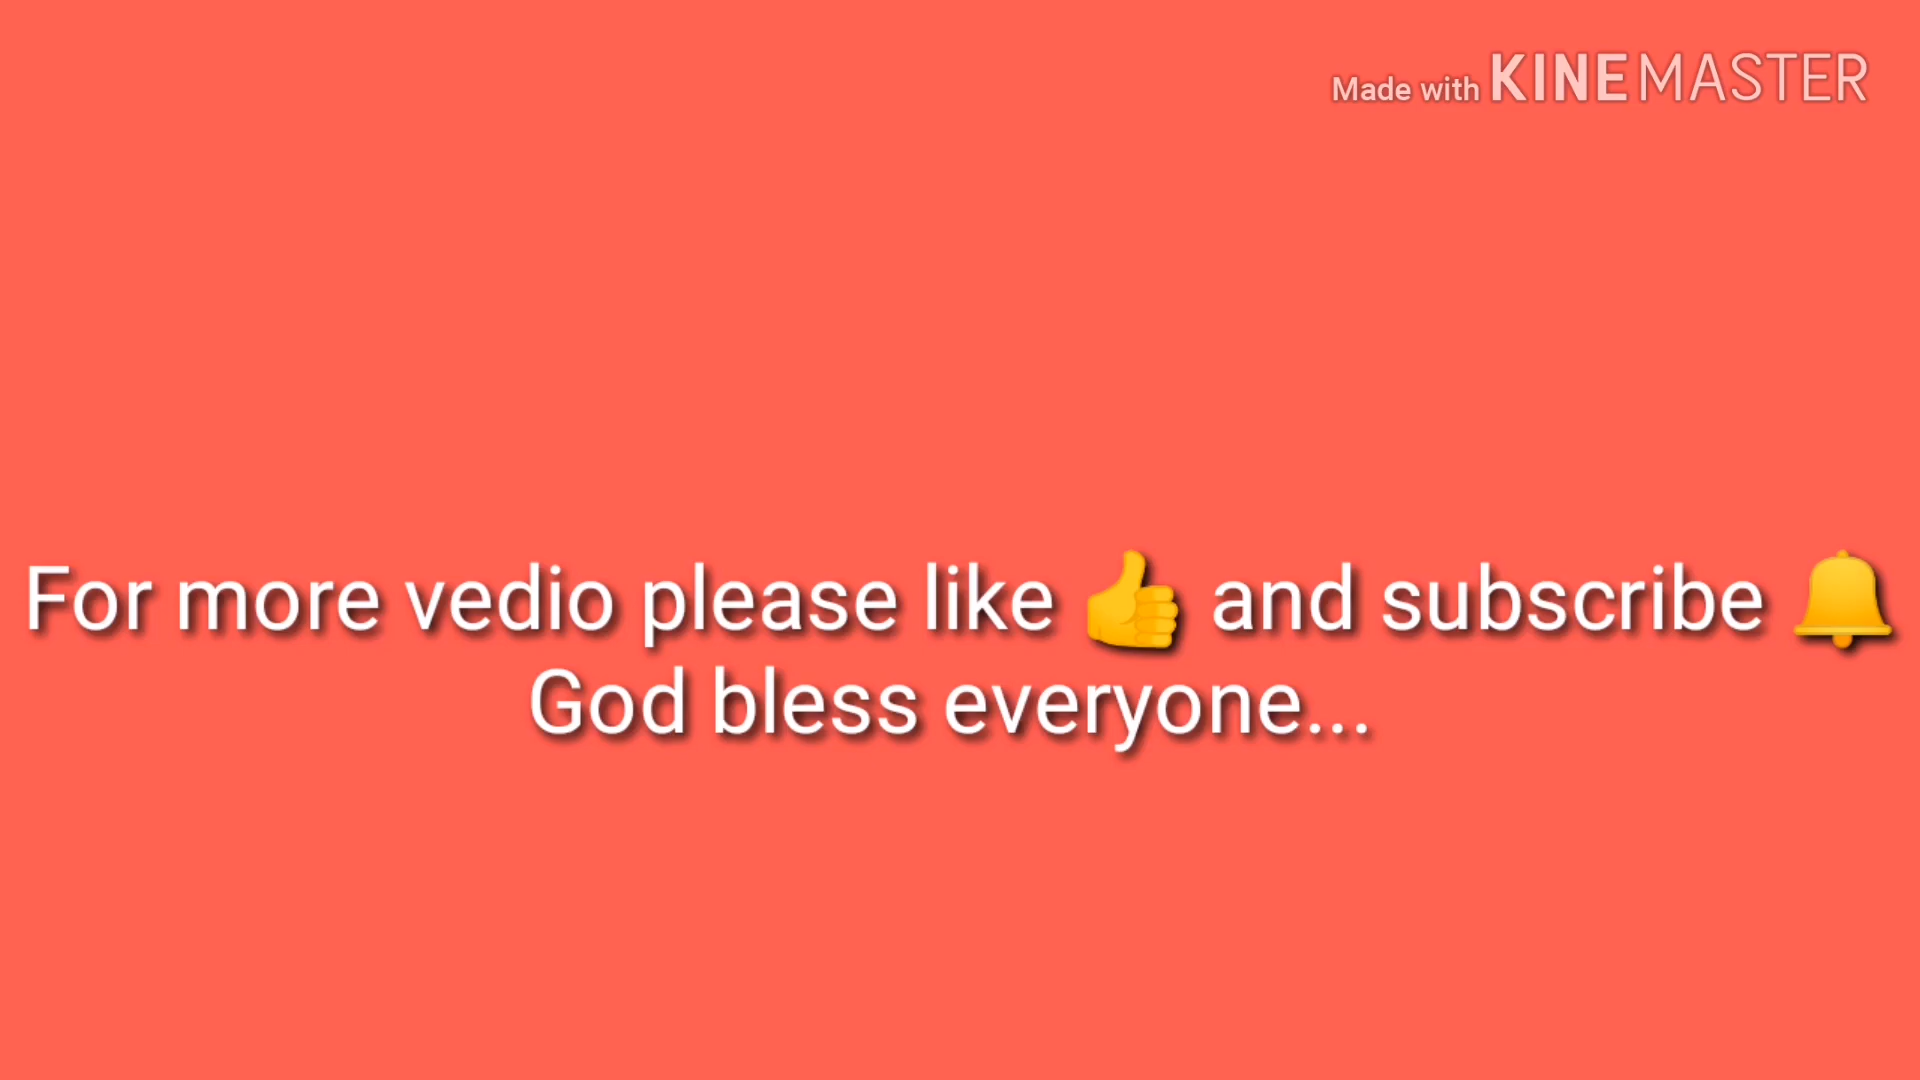 Made with KINEMASTER
For more vedio please like 👍 and subscribe 🔔
God bless everyone...